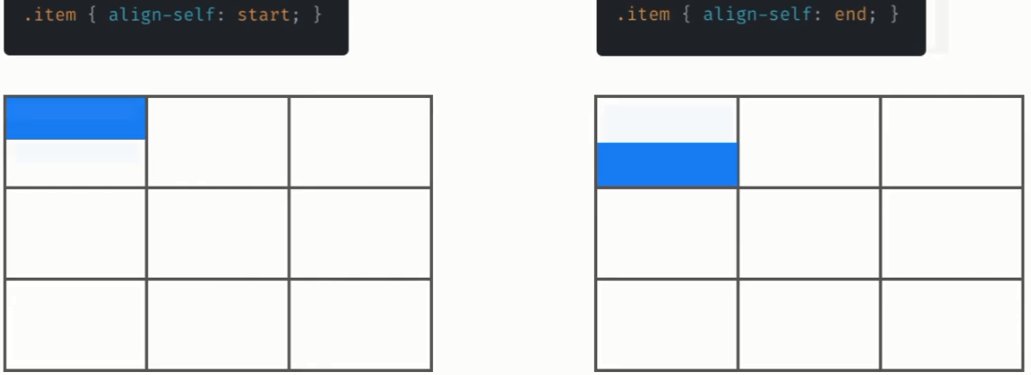 .item { align-self: start; }
.item { align-self: end; }